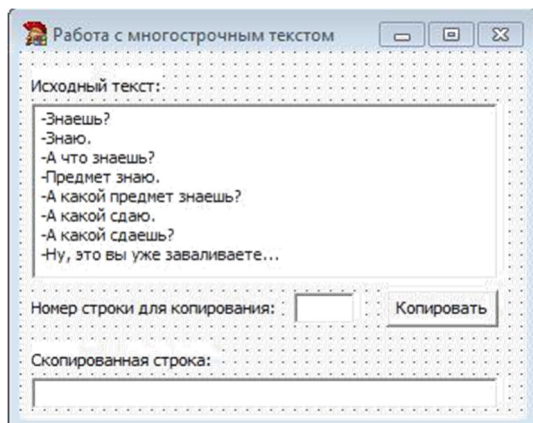 Работа с многострочным текстом
Исходный текст:
-Знаешь?
-Знаю.
-А что знаешь?
-Предмет знаю.
-А какой предмет знаешь?
-А какой сдаю.
-А какой сдаешь?
-Ну, это вы уже заваливаете...
Номер строки для копирования: Копировать
Скопированная строка: